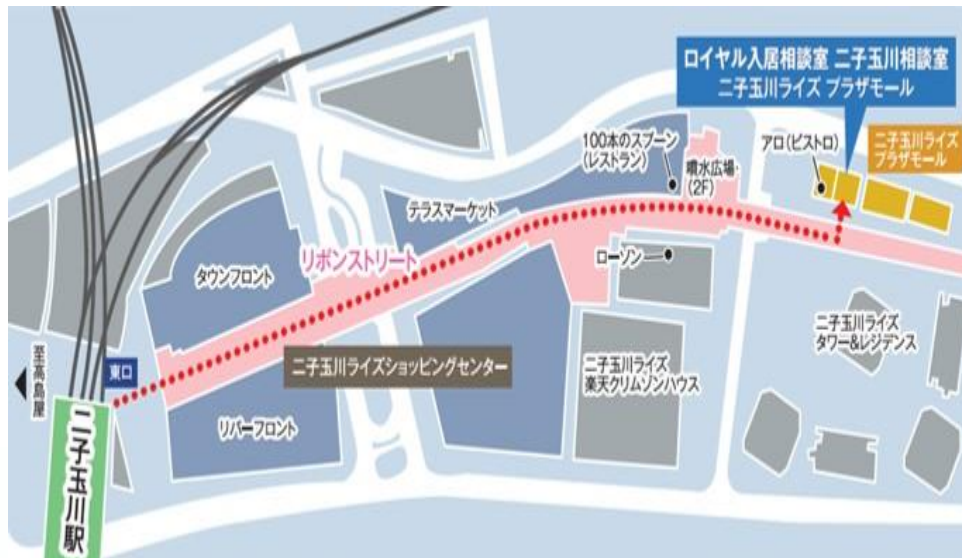 ロイヤル入居相談室 二子玉川相談室
二子玉川ライズ プラザモール
100本のスプーン
(レストラン)
噴水広場
(2F)
アロ(ビストロ)
二子玉川ライズ
プラザモール
テラスマーケット
リボンストリート
タウンフロント
ローソン
二子玉川ライズ
タワー&レジデンス
至高島屋
東口
二子玉川ライズショッピングセンター
二子玉川ライズ
楽天クリムゾンハウス
リバーフロント
二子玉川駅